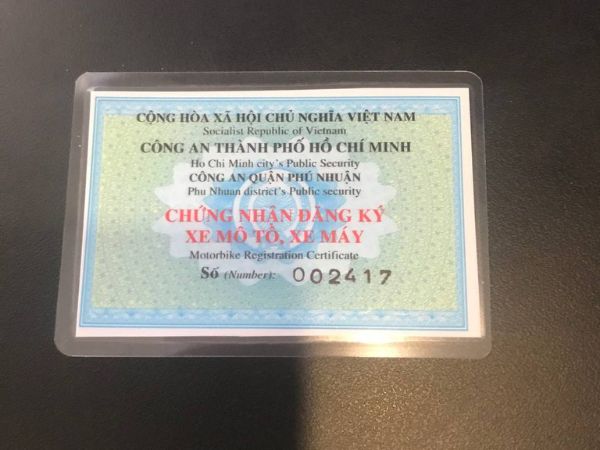 CỘNG HÒA XÃ HỘI CHỦ NGHĨA VIỆT NAM
Socialist Republic of Vietnam
CÔNG AN THÀNH PHỐ HỒ CHÍ MINH
Ho Chi Minh city's Public Security
CÔNG AN QUẬN PHÚ NHUẬN
Phu Nhuan district's Public security
CHỨNG NHẬN ĐĂNG KÝ
XE MÔ TÔ, XE MÁY
Motorbike Registration Certificate
Số (Number): 002417